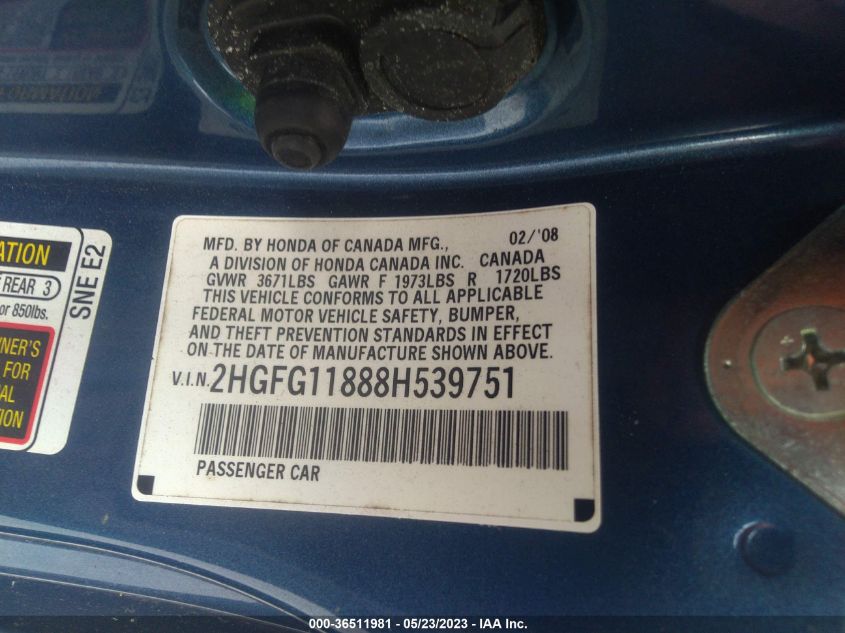 ATION
REAR 3
or 850lbs.
NER'S
FOR
AL
TION
SNE E2
MFD. BY HONDA OF CANADA MFG., 02/'08
A DIVISION OF HONDA CANADA INC. CANADA
GVWR 3671LBS GAWR F 1973LBS R 1720LBS
THIS VEHICLE CONFORMS TO ALL APPLICABLE
FEDERAL MOTOR VEHICLE SAFETY, BUMPER,
AND THEFT PREVENTION STANDARDS IN EFFECT
ON THE DATE OF MANUFACTURE SHOWN ABOVE.
V.I.N. 2HGFG11888H539751
PASSENGER CAR
000-36511981 - 05/23/2023 - IAA Inc.